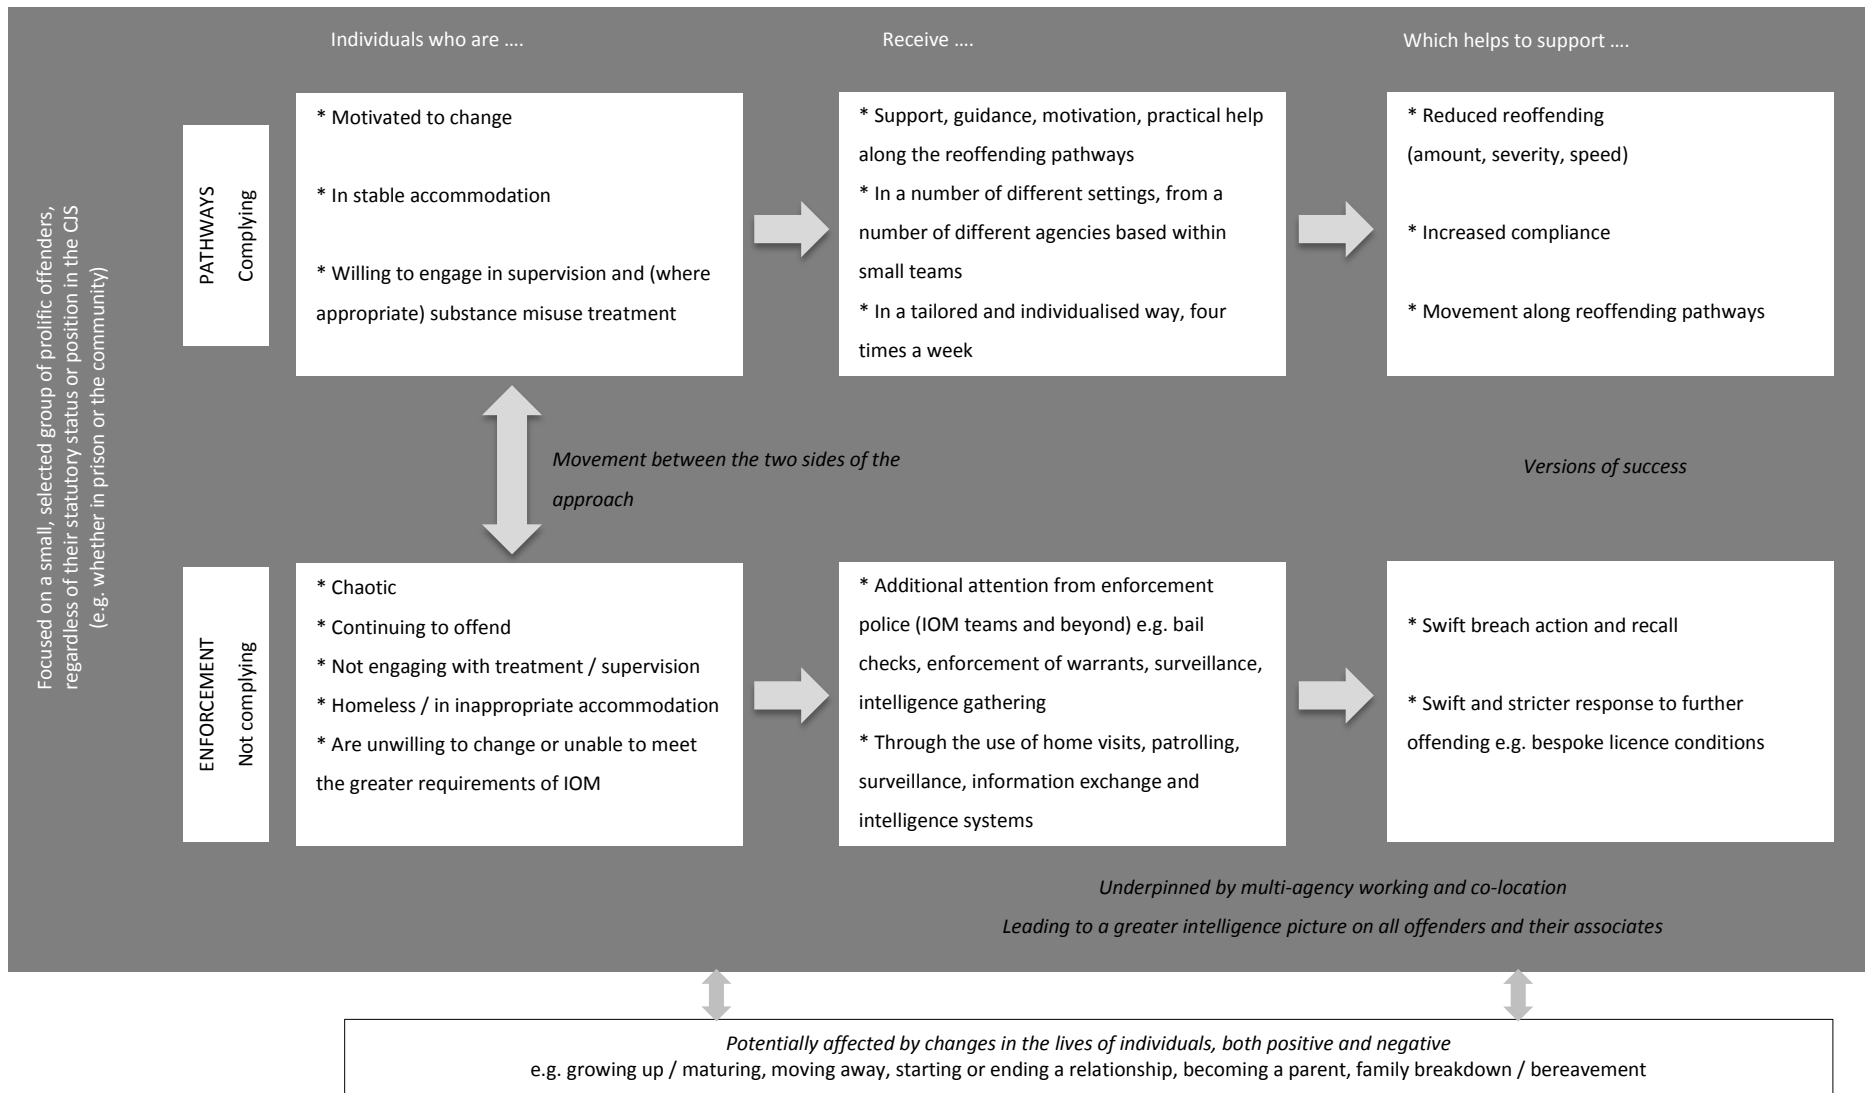 Individuals who are ....
Receive ....
Which helps to support ....
Focused on a small, selected group of prolific offenders,
regardless of their statutory status or position in the CJS
(e.g. whether in prison or the community)
PATHWAYS
Complying
* Motivated to change
* In stable accommodation
* Willing to engage in supervision and (where
appropriate) substance misuse treatment
* Support, guidance, motivation, practical help
along the reoffending pathways
* In a number of different settings, from a
number of different agencies based within
small teams
* In a tailored and individualised way, four
times a week
* Reduced reoffending
(amount, severity, speed)
* Increased compliance
* Movement along reoffending pathways
Movement between the two sides of the
approach
Versions of success
ENFORCEMENT
Not complying
* Chaotic
* Continuing to offend
* Not engaging with treatment / supervision
* Homeless / in inappropriate accommodation
* Are unwilling to change or unable to meet
the greater requirements of IOM
* Additional attention from enforcement
police (IOM teams and beyond) e.g. bail
checks, enforcement of warrants, surveillance,
intelligence gathering
* Through the use of home visits, patrolling,
surveillance, information exchange and
intelligence systems
* Swift breach action and recall
* Swift and stricter response to further
offending e.g. bespoke licence conditions
Underpinned by multi-agency working and co-location
Leading to a greater intelligence picture on all offenders and their associates
Potentially affected by changes in the lives of individuals, both positive and negative
e.g. growing up / maturing, moving away, starting or ending a relationship, becoming a parent, family breakdown / bereavement